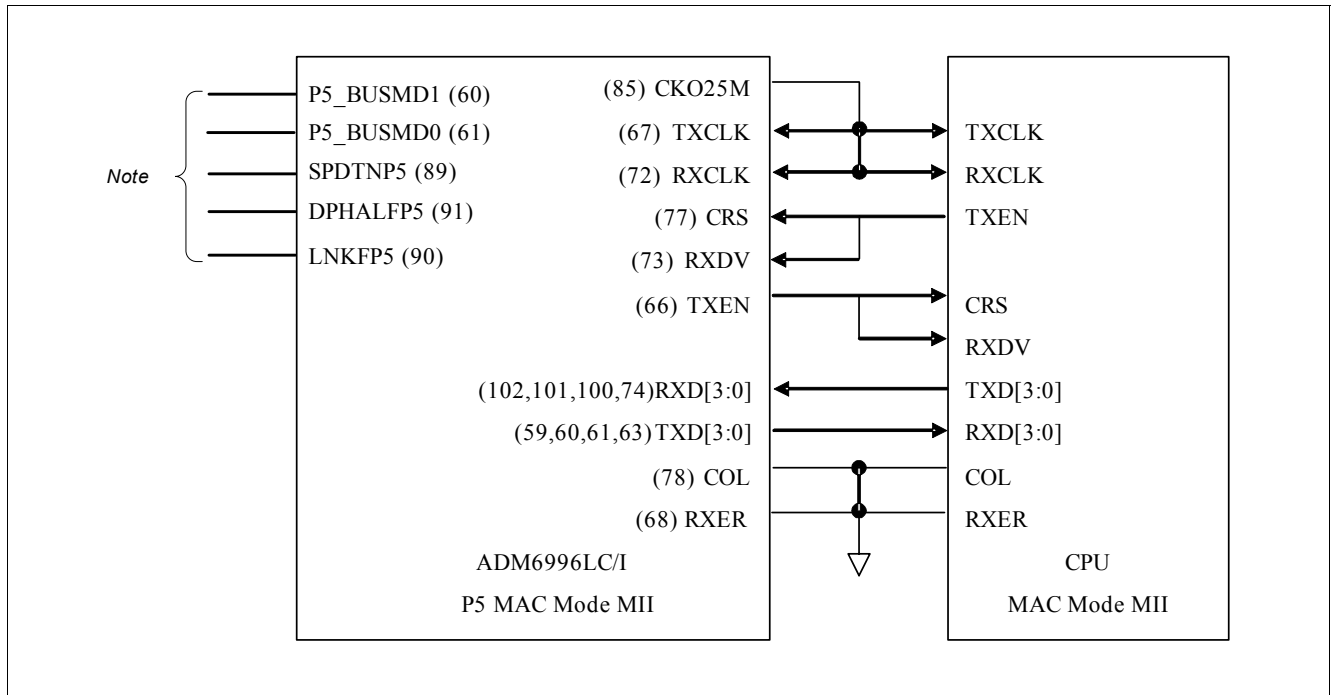 P5_BUSMD1 (60)
P5_BUSMD0 (61)
SPDTNP5 (89)
DPHALFP5 (91)
LNKFP5 (90)
Note
(85) CKO25M
(67) TXCLK
(72) RXCLK
(77) CRS
(73) RXDV
(66) TXEN
(102,101,100,74)RXD[3:0]
(59,60,61,63)TXD[3:0]
(78) COL
(68) RXER
ADM6996LC/I
P5 MAC Mode MII
TXCLK
RXCLK
TXEN
CRS
RXDV
TXD[3:0]
RXD[3:0]
COL
RXER
CPU
MAC Mode MII